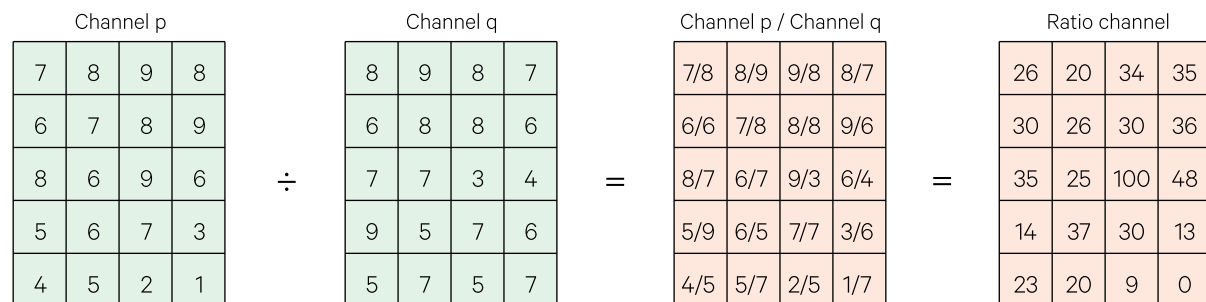 Channel p Channel q Channel p / Channel q Ratio channel
7 8 9 8 8 9 8 7 7/8 8/9 9/8 8/7 26 20 34 35
6 7 8 9 6 8 8 6 6/6 7/8 8/8 9/6 30 26 30 36
8 6 9 6 ÷ 7 7 3 4 = 8/7 6/7 9/3 6/4 = 35 25 100 48
5 6 7 3 9 5 7 6 5/9 6/5 7/7 3/6 14 37 30 13
4 5 2 1 5 7 5 7 4/5 5/7 2/5 1/7 23 20 9 0